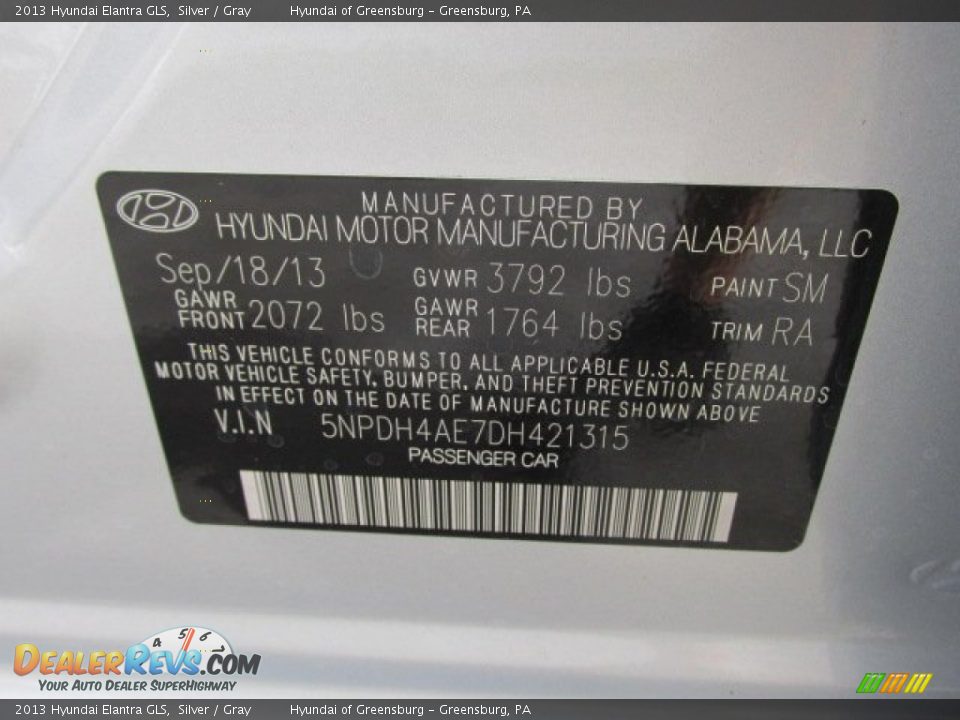 2013 Hyundai Elantra GLS, Silver / Gray Hyundai of Greensburg - Greensburg, PA
MANUFACTURED BY
HYUNDAI MOTOR MANUFACTURING ALABAMA, LLC
Sep/18/13 GVWR 3792 lbs PAINT SM
GAWR FRONT 2072 lbs GAWR REAR 1764 lbs TRIM RA
THIS VEHICLE CONFORMS TO ALL APPLICABLE U.S.A. FEDERAL
MOTOR VEHICLE SAFETY, BUMPER, AND THEFT PREVENTION STANDARDS
IN EFFECT ON THE DATE OF MANUFACTURE SHOWN ABOVE
V.I.N 5NPDH4AE7DH421315
PASSENGER CAR
4 5 6
DEALERREVS.COM
YOUR AUTO DEALER SUPERHIGHWAY
2013 Hyundai Elantra GLS, Silver / Gray Hyundai of Greensburg - Greensburg, PA